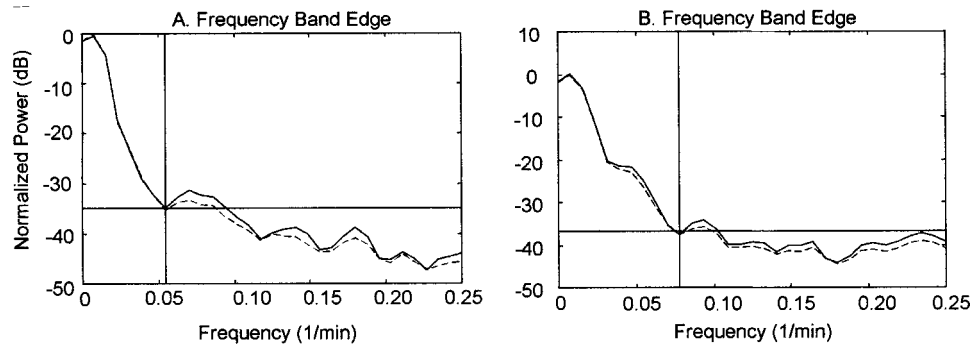 A. Frequency Band Edge
Normalized Power (dB)
0
-10
-20
-30
-40
-50
0 0.05 0.10 0.15 0.20 0.25
Frequency (1/min)
B. Frequency Band Edge
10
0
-10
-20
-30
-40
-50
0 0.05 0.10 0.15 0.20 0.25
Frequency (1/min)